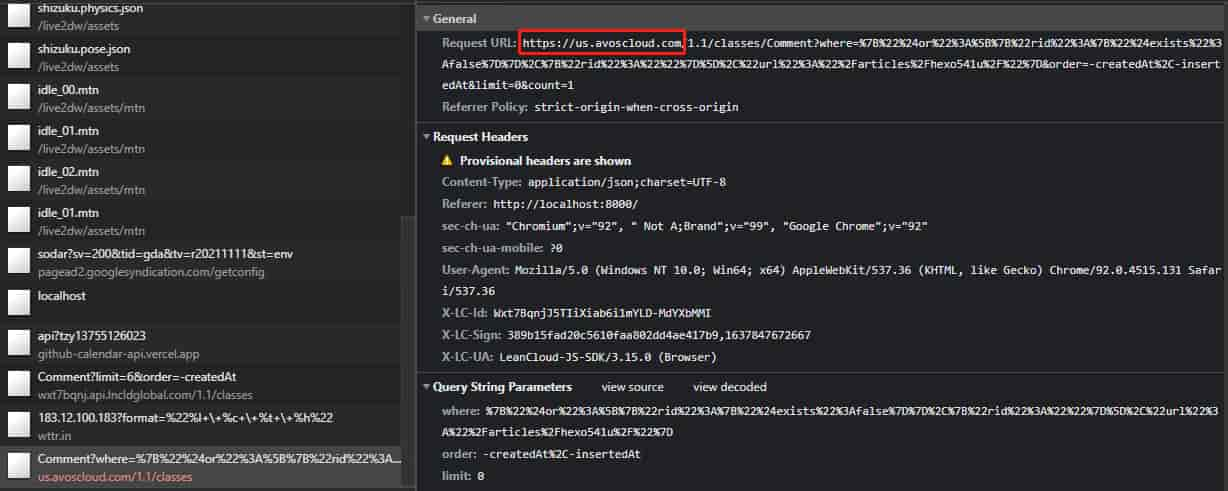 shizuku.physics.json
/live2dw/assets
shizuku.pose.json
/live2dw/assets
idle_00.mtn
/live2dw/assets/mtn
idle_01.mtn
/live2dw/assets/mtn
idle_02.mtn
/live2dw/assets/mtn
idle_01.mtn
/live2dw/assets/mtn
sodar?sv=200&tid=gda&tv=r20211111&st=env
pagead2.googlesyndication.com/getconfig
localhost
api?tzy13755126023
github-calendar-api.vercel.app
Comment?limit=6&order=-createdAt
wxt7bqnj.api.lncldglobal.com/1.1/classes
183.12.100.183?format=%22%l+\+%c+\+%t+\+%h%22
wttr.in
Comment?where=%7B%22%24or%22%3A%5B%7B%22rid%22%3A...
us.avoscloud.com/1.1/classes
General
Request URL: https://us.avoscloud.com/1.1/classes/Comment?where=%7B%22%24or%22%3A%5B%7B%22rid%22%3A%7B%22%24exists%22%3
Afalse%7D%7D%2C%7B%22rid%22%3A%22%22%7D%5D%2C%22url%22%3A%22%2Farticles%2Fhexo541u%2F%22%7D&order=-createdAt%2C-insert
edAt&limit=0&count=1
Referrer Policy: strict-origin-when-cross-origin
Request Headers
Provisional headers are shown
Content-Type: application/json;charset=UTF-8
Referer: http://localhost:8000/
sec-ch-ua: "Chromium";v="92", " Not A;Brand";v="99", "Google Chrome";v="92"
sec-ch-ua-mobile: ?0
User-Agent: Mozilla/5.0 (Windows NT 10.0; Win64; x64) AppleWebKit/537.36 (KHTML, like Gecko) Chrome/92.0.4515.131 Safar
i/537.36
X-LC-Id: Wxt7BqnjJ5TIiXiab6i1mYLD-MdYXbMMI
X-LC-Sign: 389b15fad20c5610faa802dd4ae417b9,1637847672667
X-LC-UA: LeanCloud-JS-SDK/3.15.0 (Browser)
Query String Parameters view source view decoded
where: %7B%22%24or%22%3A%5B%7B%22rid%22%3A%7B%22%24exists%22%3Afalse%7D%7D%2C%7B%22rid%22%3A%22%22%7D%5D%2C%22url%22%3
A%22%2Farticles%2Fhexo541u%2F%22%7D
order: -createdAt%2C-insertedAt
limit: 0